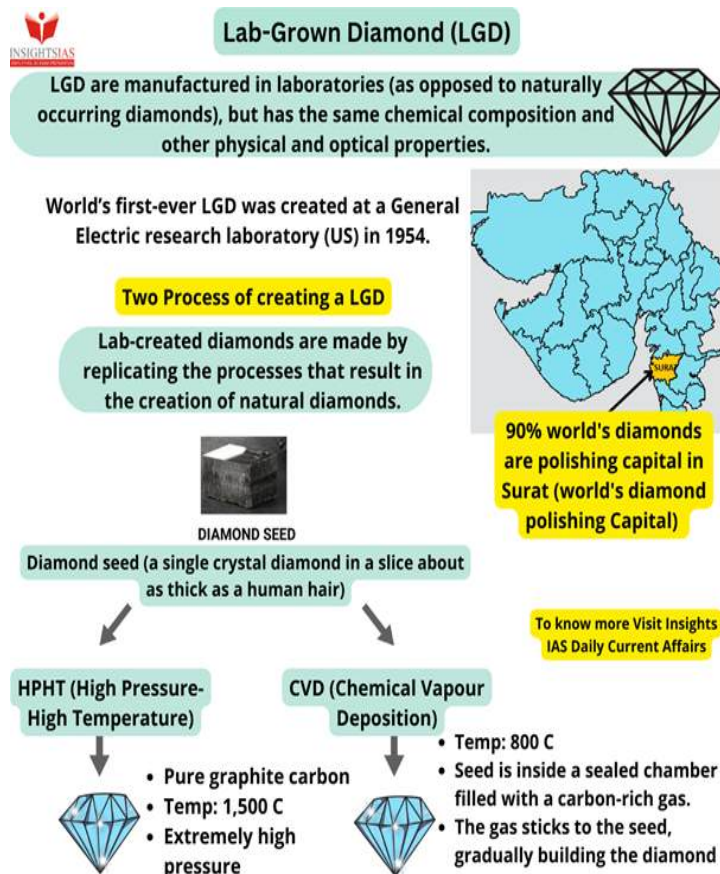 INSIGHTSIAS
Lab-Grown Diamond (LGD)
LGD are manufactured in laboratories (as opposed to naturally
occurring diamonds), but has the same chemical composition and
other physical and optical properties.
World's first-ever LGD was created at a General
Electric research laboratory (US) in 1954.
Two Process of creating a LGD
Lab-created diamonds are made by
replicating the processes that result in
the creation of natural diamonds.
SURAT
90% world's diamonds
are polishing capital in
Surat (world's diamond
polishing Capital)
DIAMOND SEED
Diamond seed (a single crystal diamond in a slice about
as thick as a human hair)
To know more Visit Insights
IAS Daily Current Affairs
HPHT (High Pressure-
High Temperature)
• Pure graphite carbon
• Temp: 1,500 C
• Extremely high
pressure
CVD (Chemical Vapour
Deposition)
• Temp: 800 C
• Seed is inside a sealed chamber
filled with a carbon-rich gas.
• The gas sticks to the seed,
gradually building the diamond